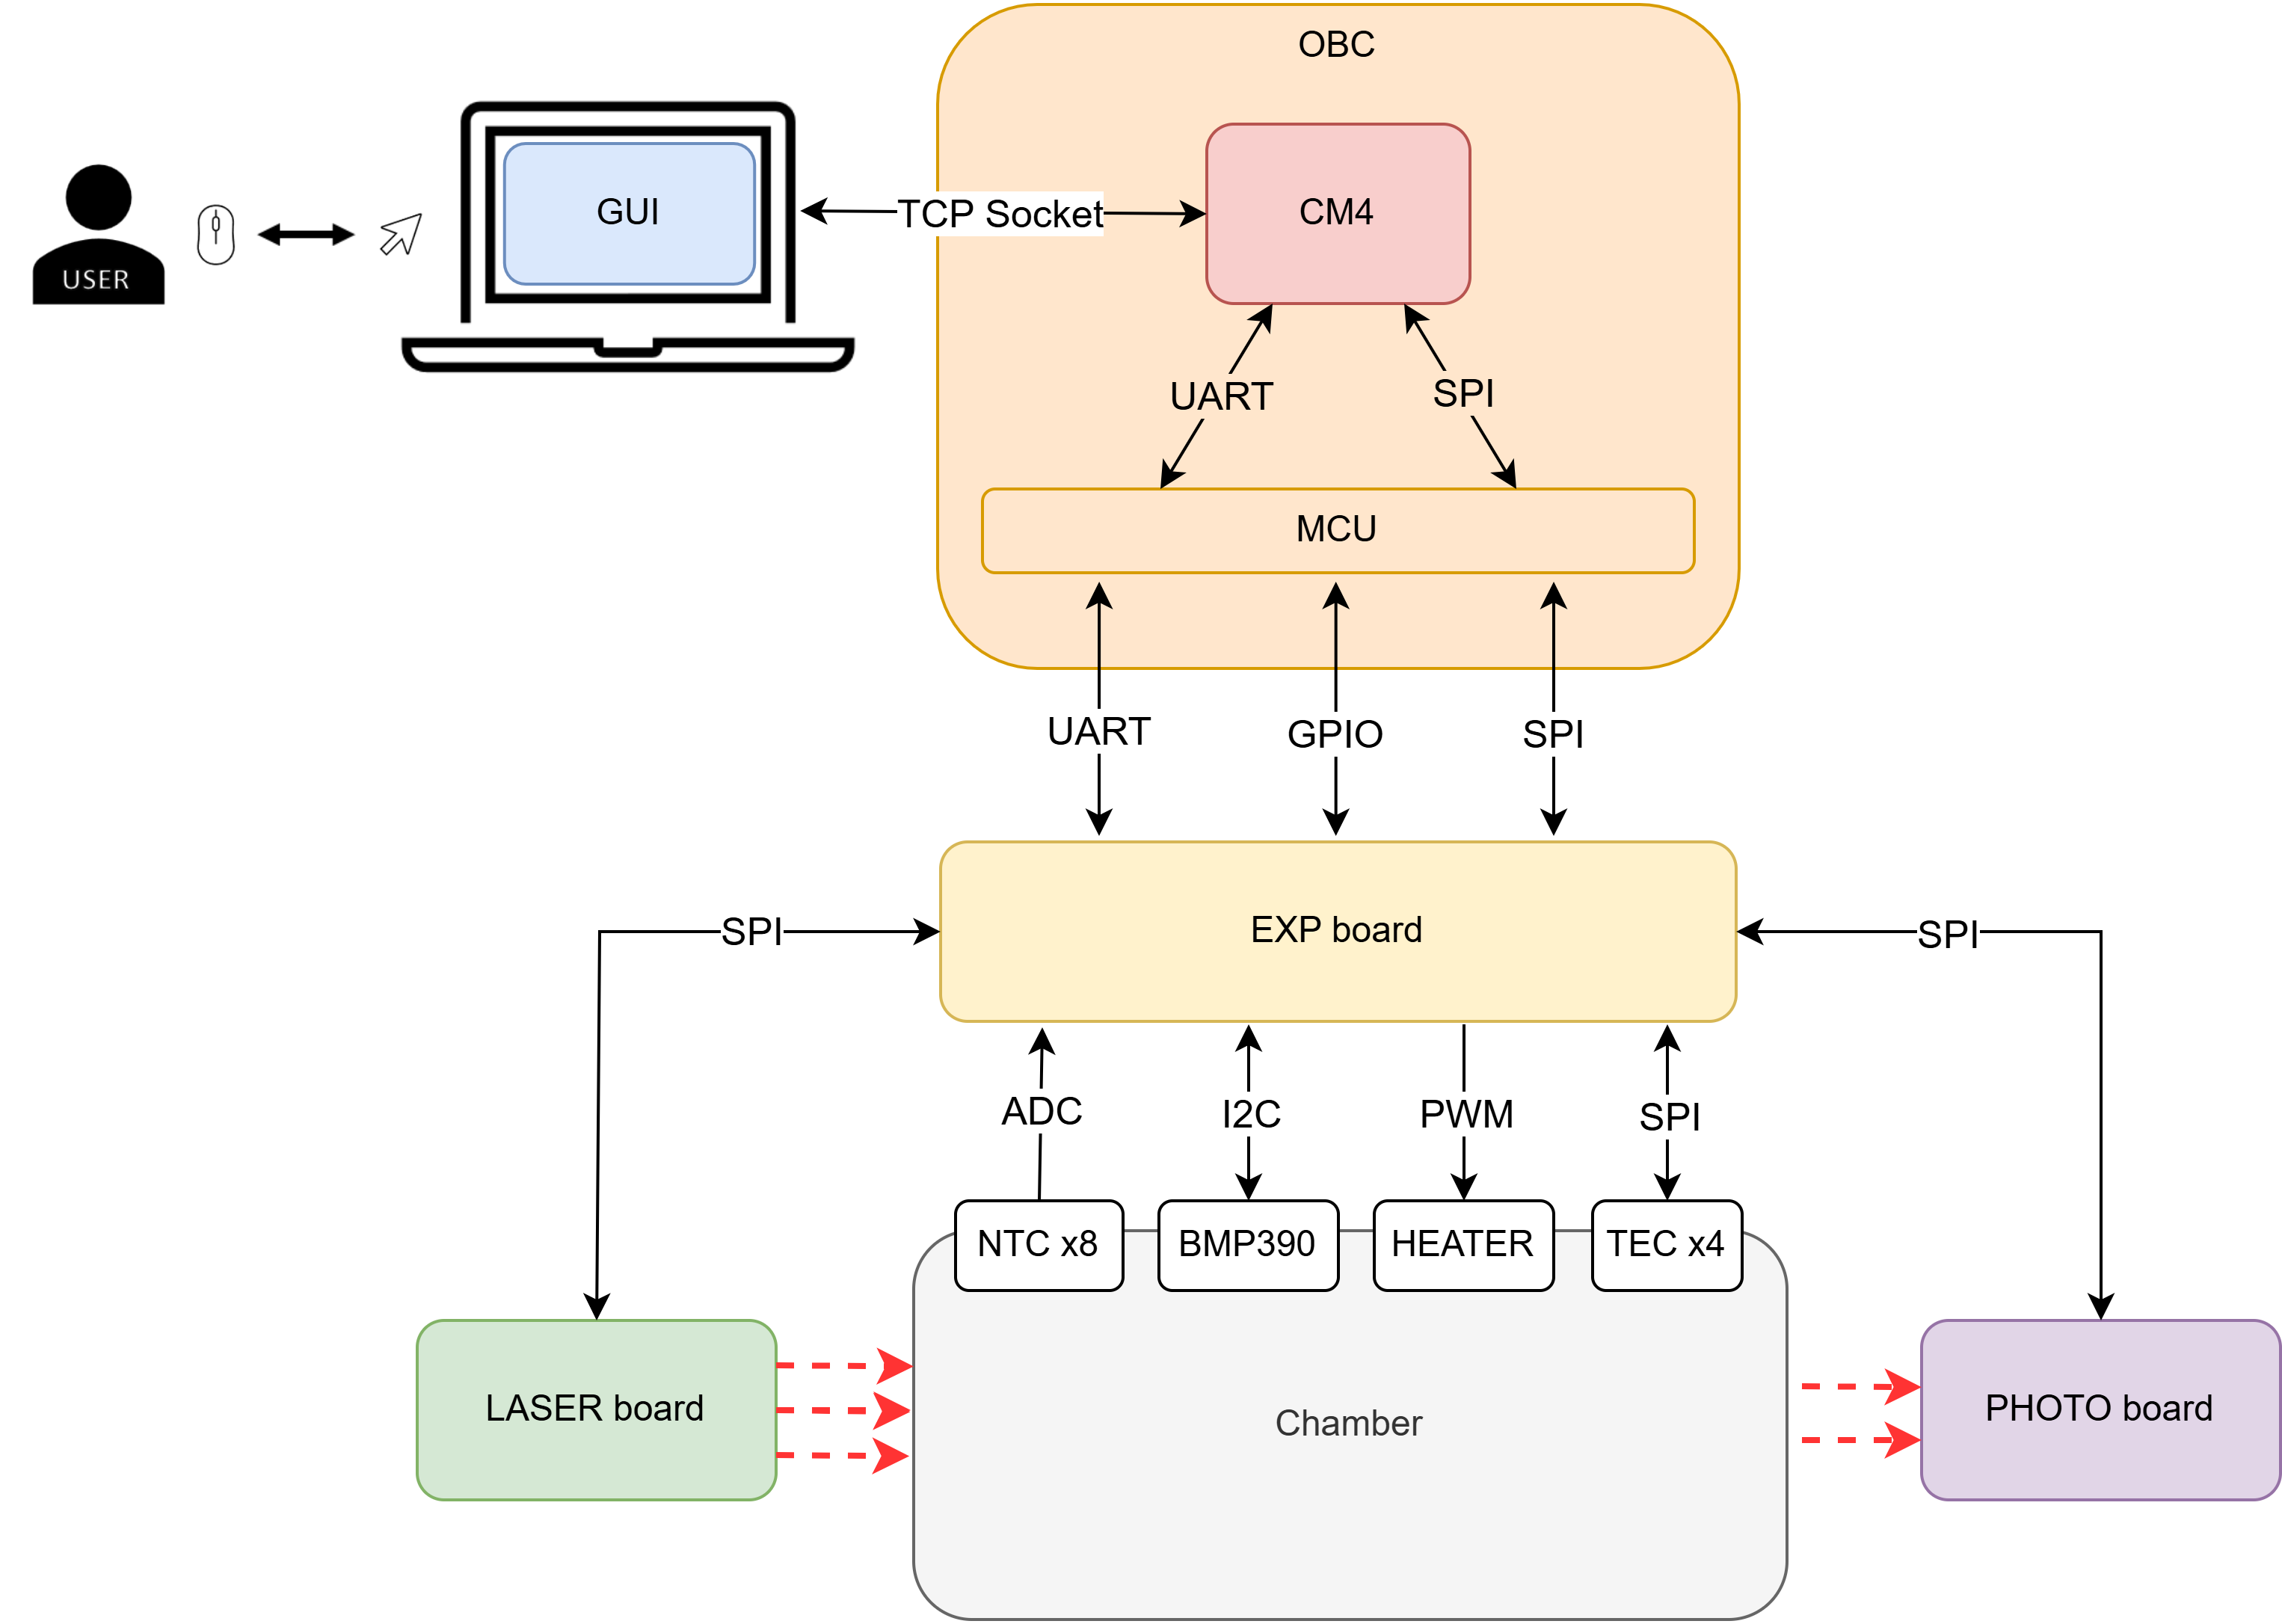 OBC
USER
GUI
TCP Socket
CM4
UART
SPI
MCU
UART
GPIO
SPI
SPI
EXP board
SPI
ADC
I2C
PWM
SPI
NTC x8
BMP390
HEATER
TEC x4
LASER board
Chamber
PHOTO board